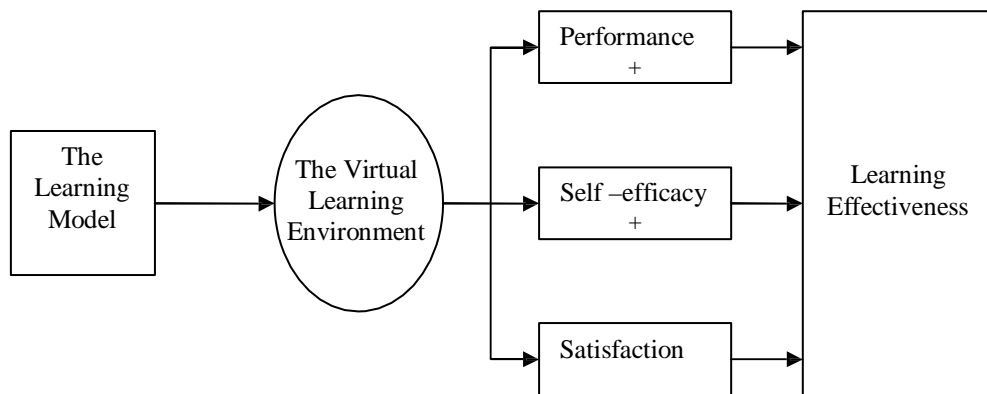 The
Learning
Model
The Virtual
Learning
Environment
Performance
+
Self –efficacy
+
Satisfaction
Learning
Effectiveness